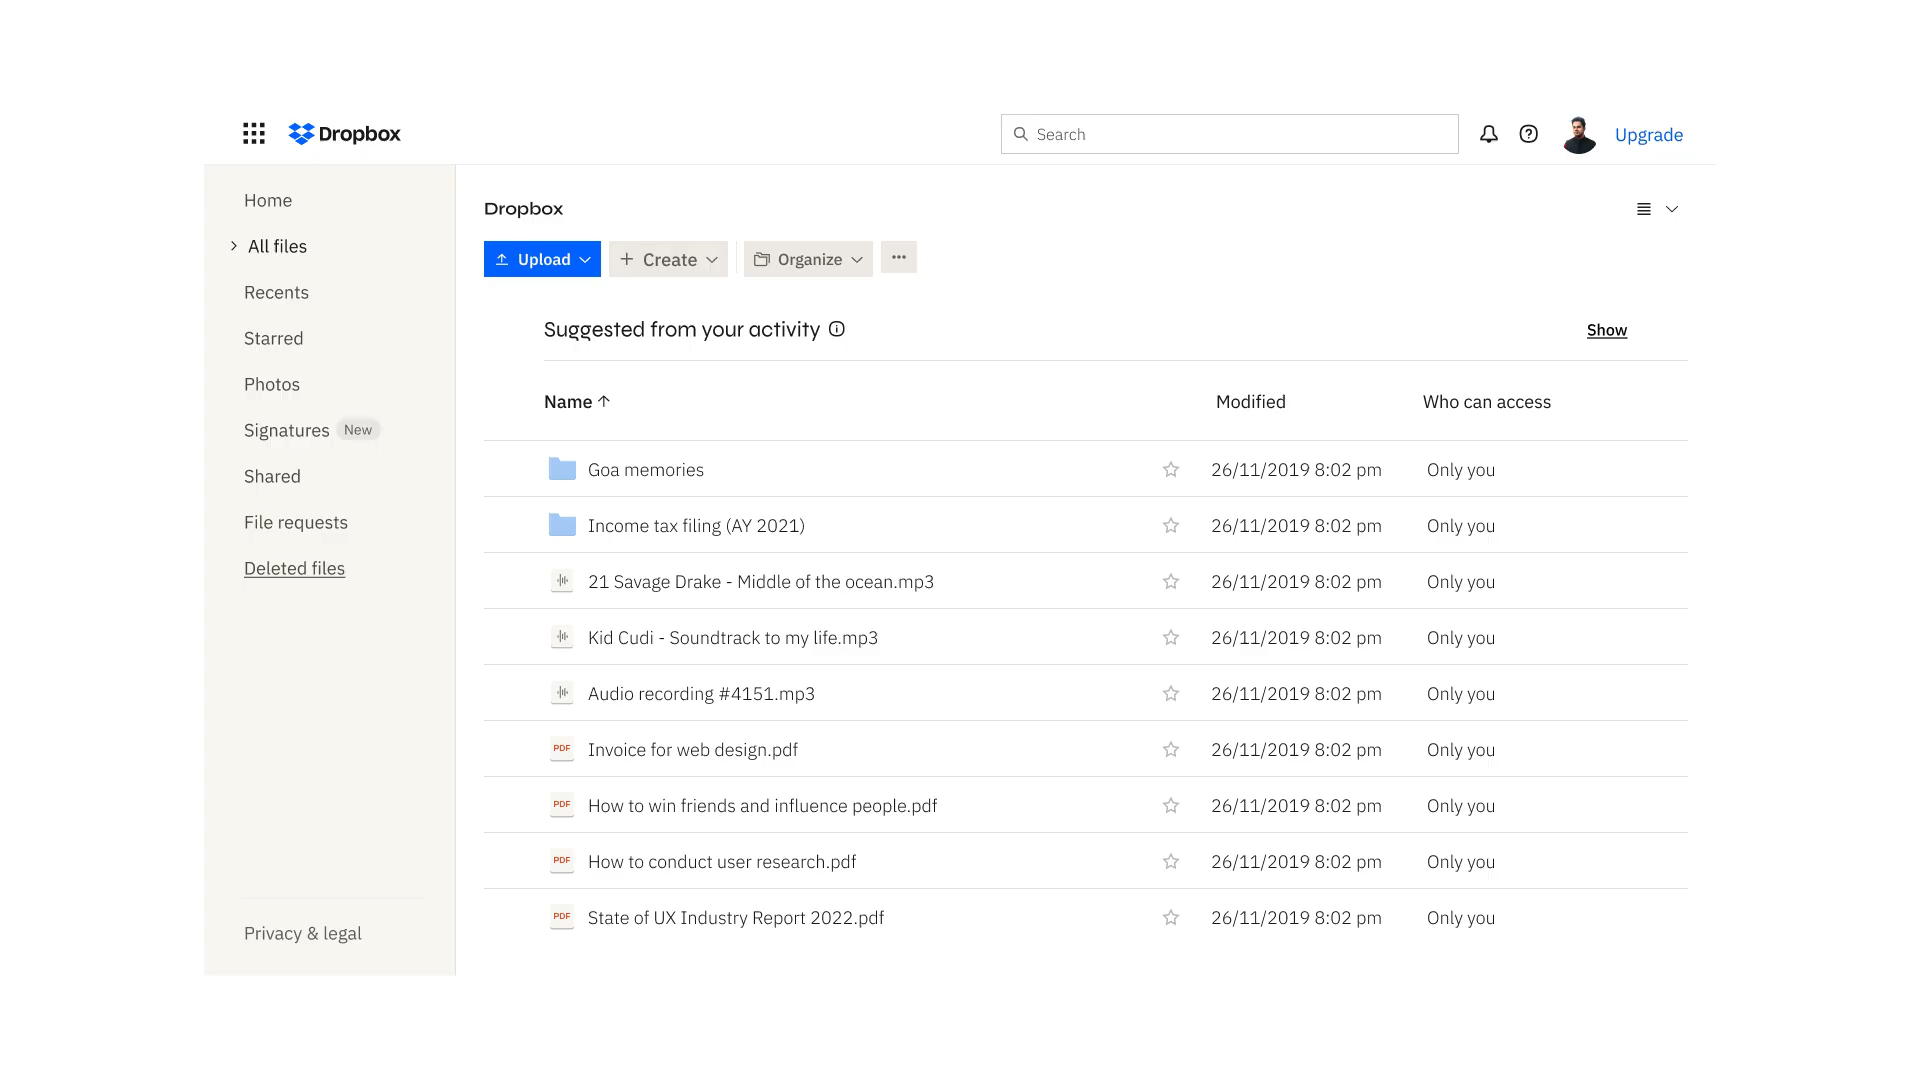 Dropbox
Search
Upgrade
Home
All files
Recents
Starred
Photos
Signatures New
Shared
File requests
Deleted files
Privacy & legal
Dropbox
Upload Create Organize
Suggested from your activity Show
Name Modified Who can access
Goa memories 26/11/2019 8:02 pm Only you
Income tax filing (AY 2021) 26/11/2019 8:02 pm Only you
21 Savage Drake - Middle of the ocean.mp3 26/11/2019 8:02 pm Only you
Kid Cudi - Soundtrack to my life.mp3 26/11/2019 8:02 pm Only you
Audio recording #4151.mp3 26/11/2019 8:02 pm Only you
PDF Invoice for web design.pdf 26/11/2019 8:02 pm Only you
PDF How to win friends and influence people.pdf 26/11/2019 8:02 pm Only you
PDF How to conduct user research.pdf 26/11/2019 8:02 pm Only you
PDF State of UX Industry Report 2022.pdf 26/11/2019 8:02 pm Only you